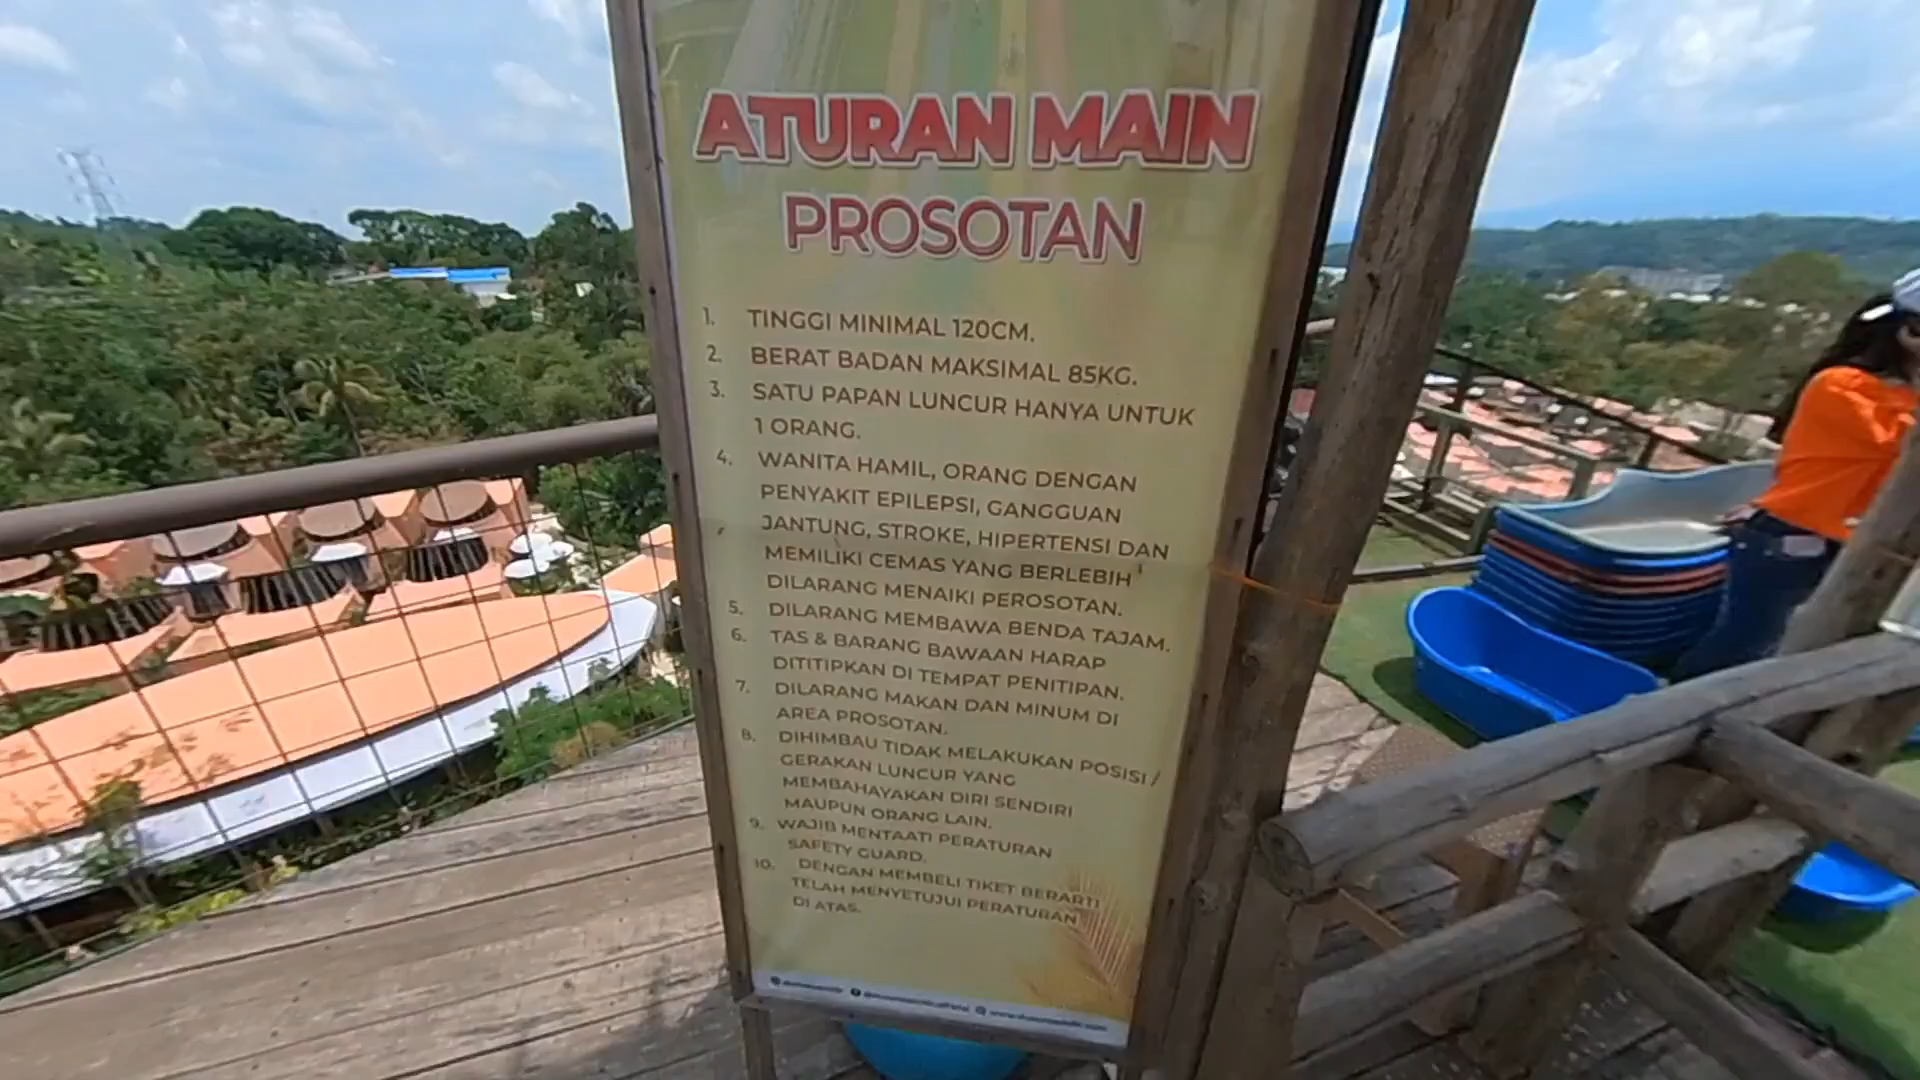 ATURAN MAIN
PROSOTAN
1. TINGGI MINIMAL 120CM.
2. BERAT BADAN MAKSIMAL 85KG.
3. SATU PAPAN LUNCUR HANYA UNTUK
1 ORANG.
4. WANITA HAMIL, ORANG DENGAN
PENYAKIT EPILEPSI, GANGGUAN
JANTUNG, STROKE, HIPERTENSI DAN
MEMILIKI CEMAS YANG BERLEBIH
DILARANG MENAIKI PEROSOTAN.
5. DILARANG MEMBAWA BENDA TAJAM.
6. TAS & BARANG BAWAAN HARAP
DITITIPKAN DI TEMPAT PENITIPAN.
7. DILARANG MAKAN DAN MINUM DI
AREA PROSOTAN.
8. DIHIMBAU TIDAK MELAKUKAN POSISI /
GERAKAN LUNCUR YANG
MEMBAHAYAKAN DIRI SENDIRI
MAUPUN ORANG LAIN.
9. WAJIB MENTAATI PERATURAN
SAFETY GUARD.
10. DENGAN MEMBELI TIKET BERARTI
TELAH MENYETUJUI PERATURAN
DI ATAS.